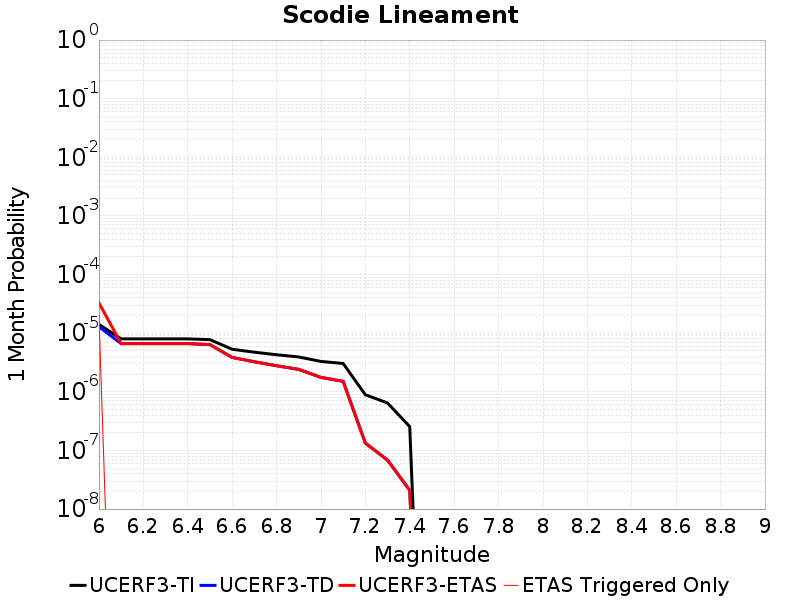 Scodie Lineament
1 Month Probability
10^0
10^-1
10^-2
10^-3
10^-4
10^-5
10^-6
10^-7
10^-8
6 6.2 6.4 6.6 6.8 7 7.2 7.4 7.6 7.8 8 8.2 8.4 8.6 8.8 9
Magnitude
UCERF3-TI UCERF3-TD UCERF3-ETAS ETAS Triggered Only